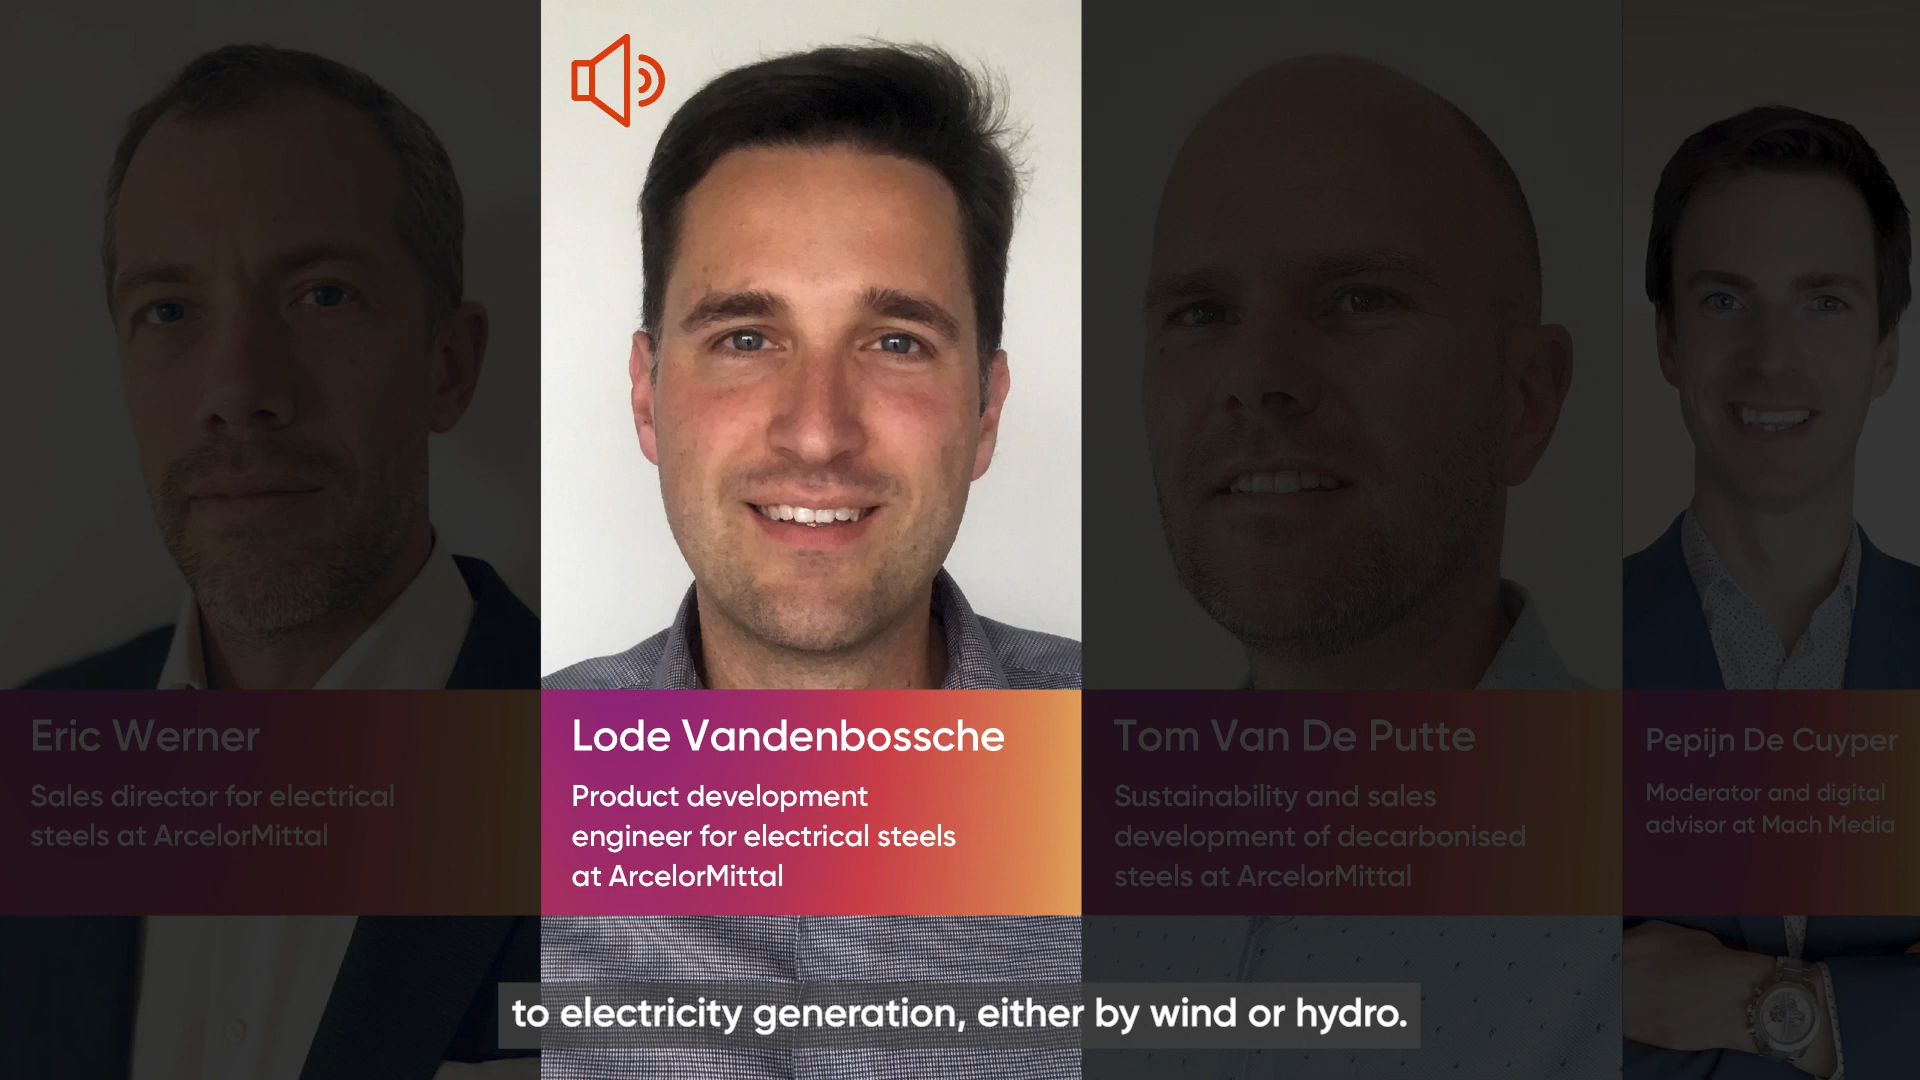 Eric Werner
Sales director for electrical
steels at ArcelorMittal
Lode Vandenbossche
Product development
engineer for electrical steels
at ArcelorMittal
Tom Van De Putte
Sustainability and sales
development of decarbonised
steels at ArcelorMittal
Pepijn De Cuyper
Moderator and digital
advisor at Mach Media
to electricity generation, either by wind or hydro.